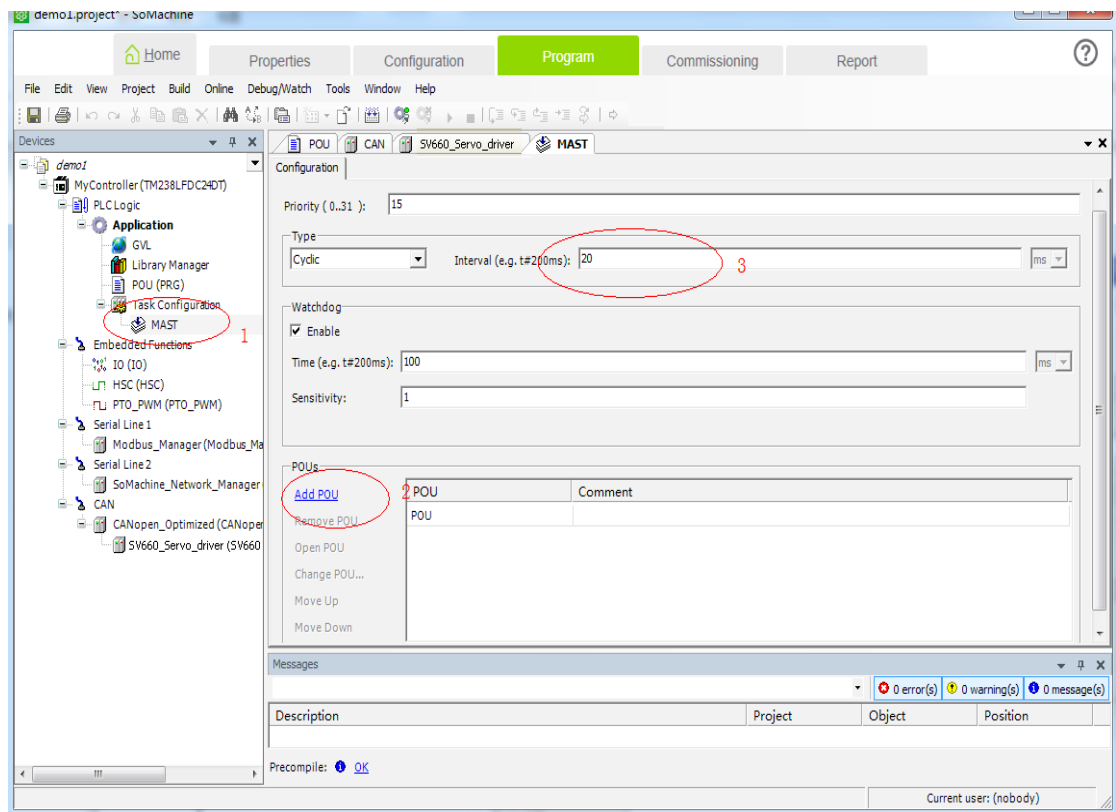 demo1.project* - SoMachine
Home
Properties
Configuration
Program
Commissioning
Report
File Edit View Project Build Online Debug/Watch Tools Window Help
Devices
demo1
MyController (TM238LFDC24DT)
PLC Logic
Application
GVL
Library Manager
POU (PRG)
Task Configuration
MAST
1
Embedded Functions
IO (IO)
HSC (HSC)
PTO_PWM (PTO_PWM)
Serial Line 1
Modbus_Manager (Modbus_Ma
Serial Line 2
SoMachine_Network_Manager
CAN
CANopen_Optimized (CANoper
SV660_Servo_driver (SV660
POU
CAN
SV660_Servo_driver
MAST
Configuration
Priority ( 0..31 ): 15
Type
Cyclic
Interval (e.g. t#200ms): 20
3
ms
Watchdog
Enable
Time (e.g. t#200ms): 100
ms
Sensitivity: 1
POUs
Add POU
2
Remove POU
Open POU
Change POU...
Move Up
Move Down
POU Comment
POU
Messages
0 error(s) 0 warning(s) 0 message(s)
Description Project Object Position
Precompile: OK
Current user: (nobody)